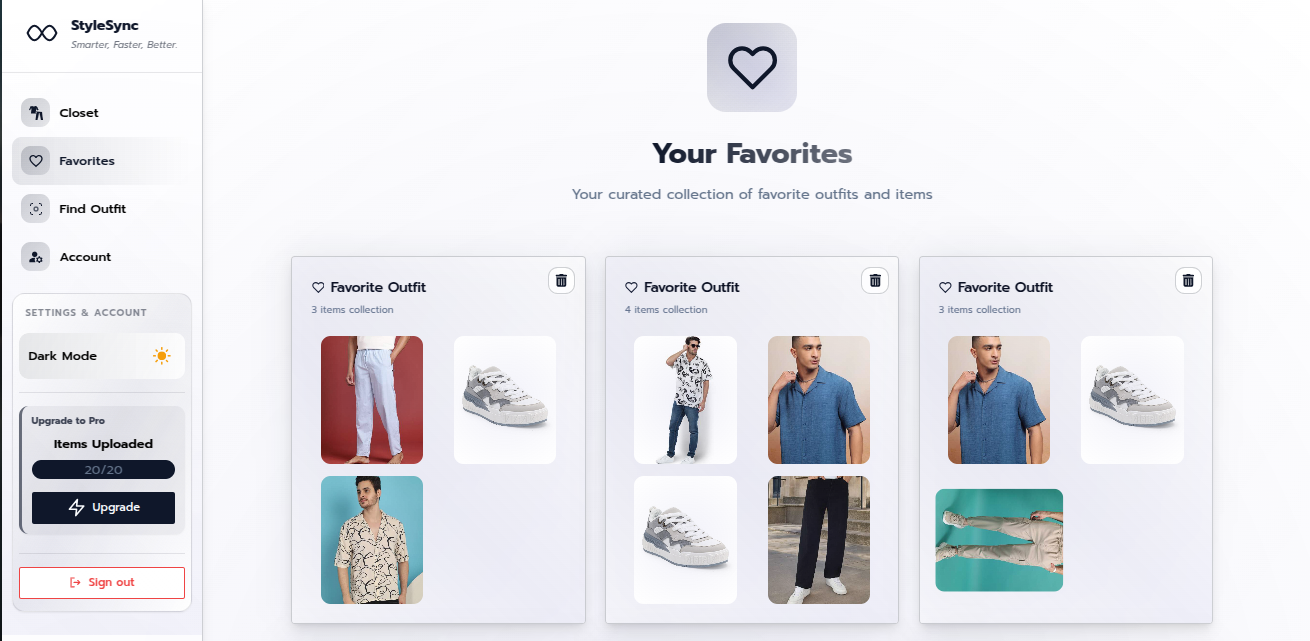 StyleSync
Smarter, Faster, Better.
Closet
Favorites
Find Outfit
Account
SETTINGS & ACCOUNT
Dark Mode
Upgrade to Pro
Items Uploaded
20/20
Upgrade
Sign out
Your Favorites
Your curated collection of favorite outfits and items
Favorite Outfit
3 items collection
Favorite Outfit
4 items collection
Favorite Outfit
3 items collection